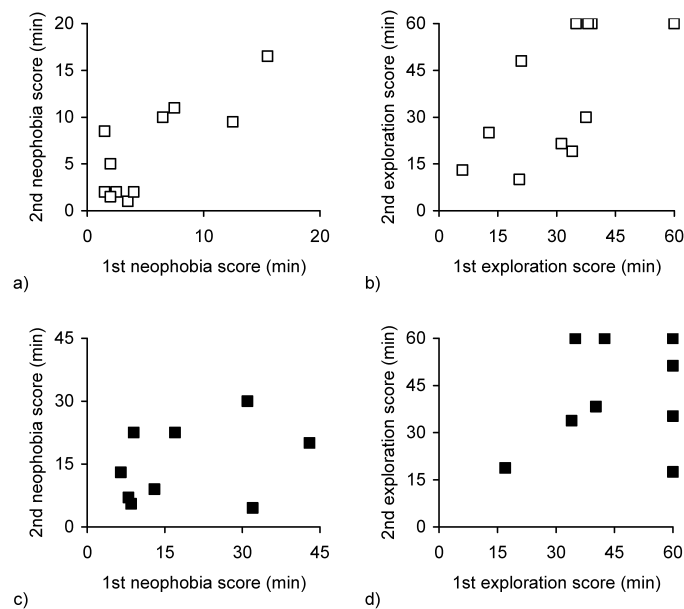 20
15
10
5
0
2nd neophobia score (min)
0 10 20
1st neophobia score (min)
a)
60
45
30
15
0
2nd exploration score (min)
0 15 30 45 60
1st exploration score (min)
b)
45
30
15
0
2nd neophobia score (min)
0 15 30 45
1st neophobia score (min)
c)
60
45
30
15
0
2nd exploration score (min)
0 15 30 45 60
1st exploration score (min)
d)